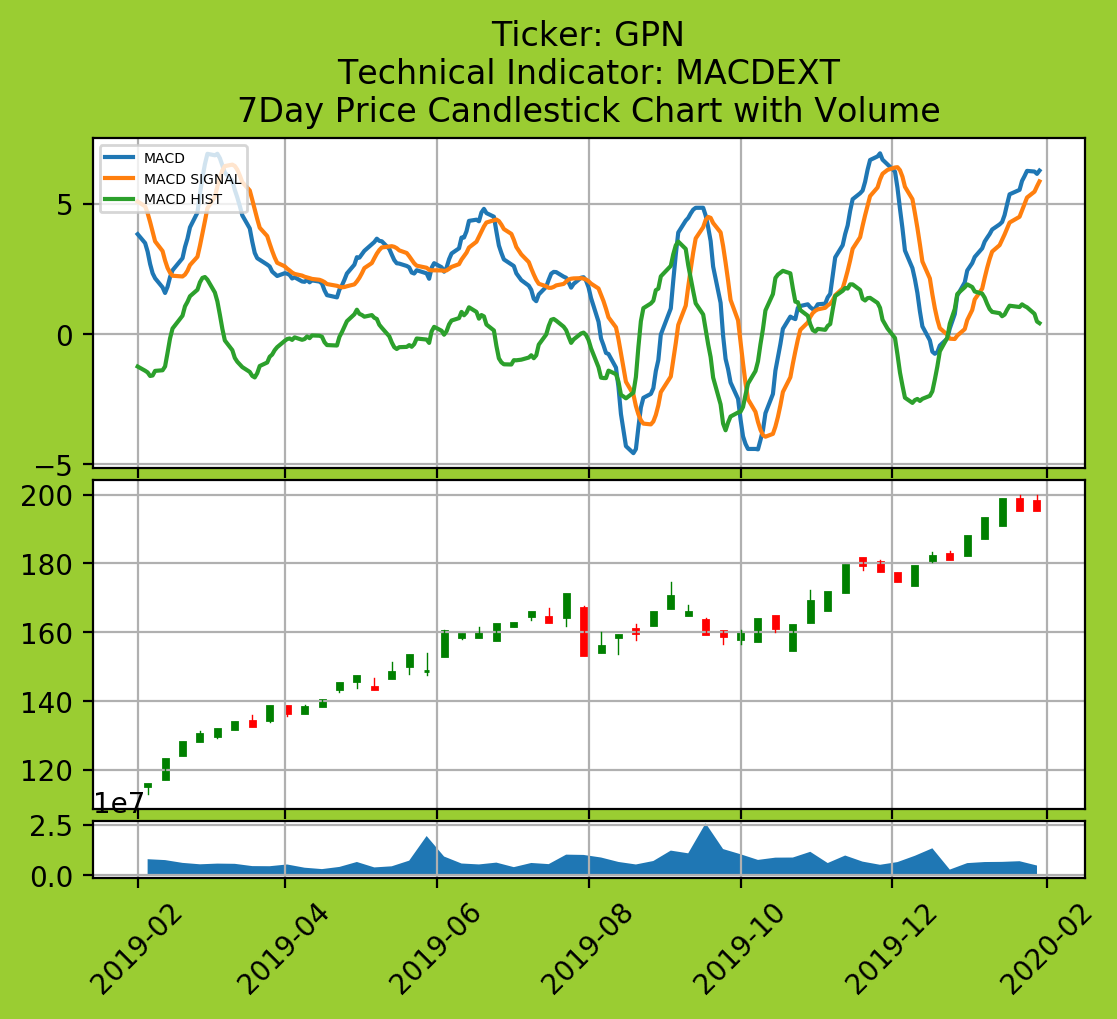 Ticker: GPN
Technical Indicator: MACDEXT
7Day Price Candlestick Chart with Volume
MACD
MACD SIGNAL
MACD HIST
5
0
−5
200
180
160
140
120
1e7
2.5
0.0
2019-02
2019-04
2019-06
2019-08
2019-10
2019-12
2020-02